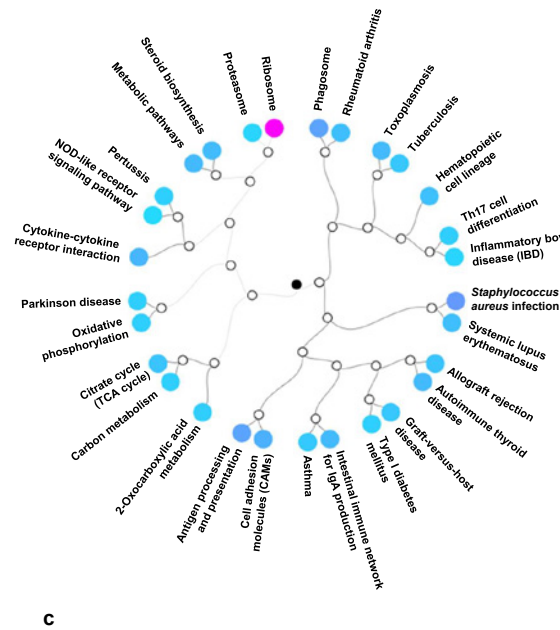 Ribosome
Phagosome
Rheumatoid arthritis
Toxoplasmosis
Tuberculosis
Hematopoietic
cell lineage
Th17 cell
differentiation
Inflammatory bow
disease (IBD)
Staphylococcus
aureus infection
Systemic lupus
erythematosus
Allograft rejection
Autoimmune thyroid
disease
Graft-versus-host
disease
Type I diabetes
mellitus
Intestinal immune network
for IgA production
Asthma
Cell adhesion
molecules (CAMs)
Antigen processing
and presentation
2-Oxocarboxylic acid
metabolism
Carbon metabolism
Citrate cycle
(TCA cycle)
Oxidative
phosphorylation
Parkinson disease
Cytokine-cytokine
receptor interaction
NOD-like receptor
signaling pathway
Pertussis
Metabolic pathways
Steroid biosynthesis
Proteasome
c